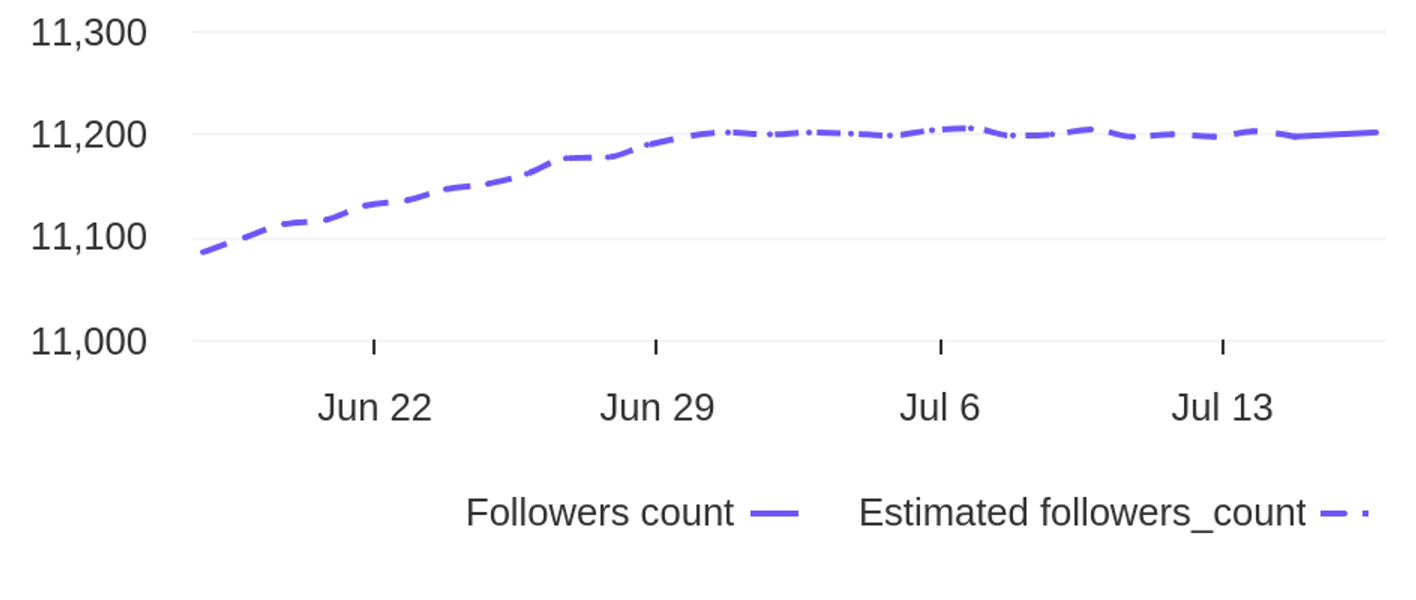 11,300
11,200
11,100
11,000
Jun 22 Jun 29 Jul 6 Jul 13
Followers count Estimated followers_count